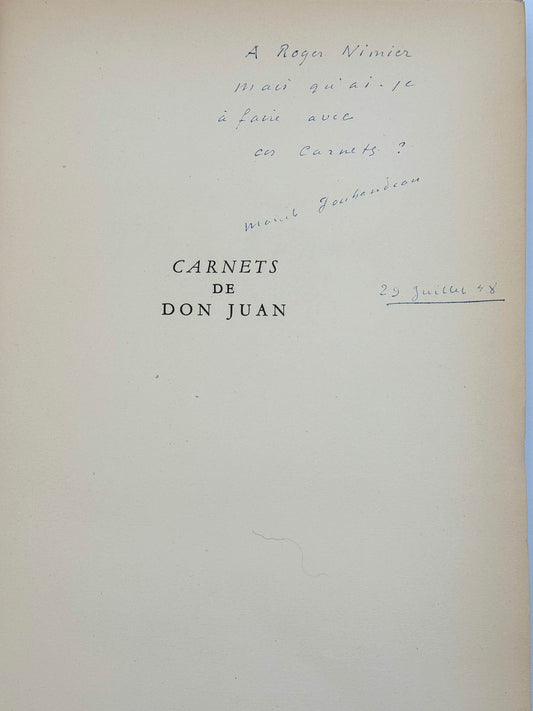 A Roger Nimier
mais qu'ai-je
à faire avec
ces Carnets ?
Marcel Jouhandeau
CARNETS
DE
DON JUAN
29 Juillet 48